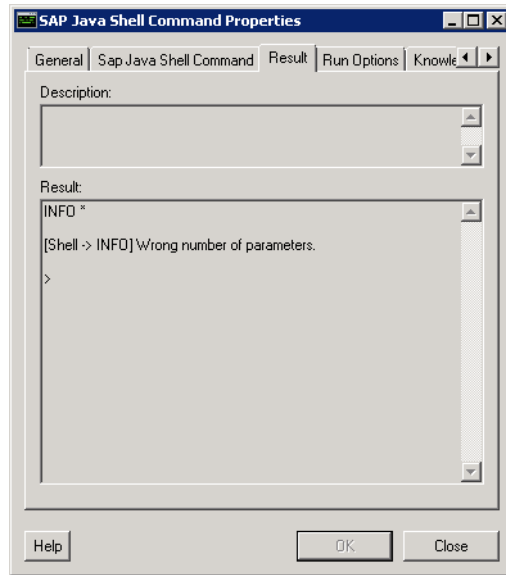 SAP Java Shell Command Properties
General
Sap Java Shell Command
Result
Run Options
Knowle
Description:
Result:
INFO *
[Shell -> INFO] Wrong number of parameters.
>
Help
OK
Close